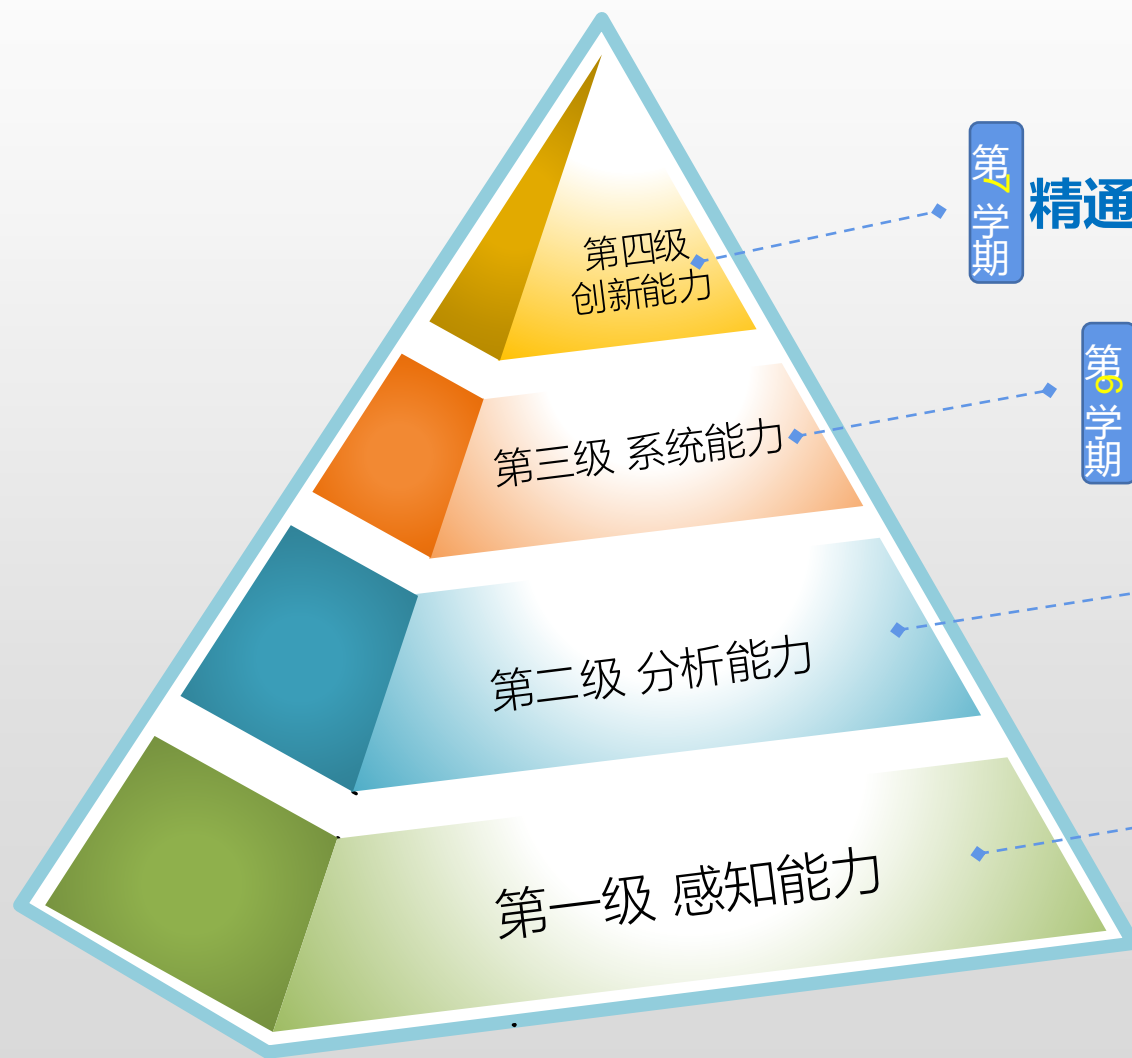 第7学期
精通
第四级
创新能力
第6学期
第三级 系统能力
第二级 分析能力
第一级 感知能力